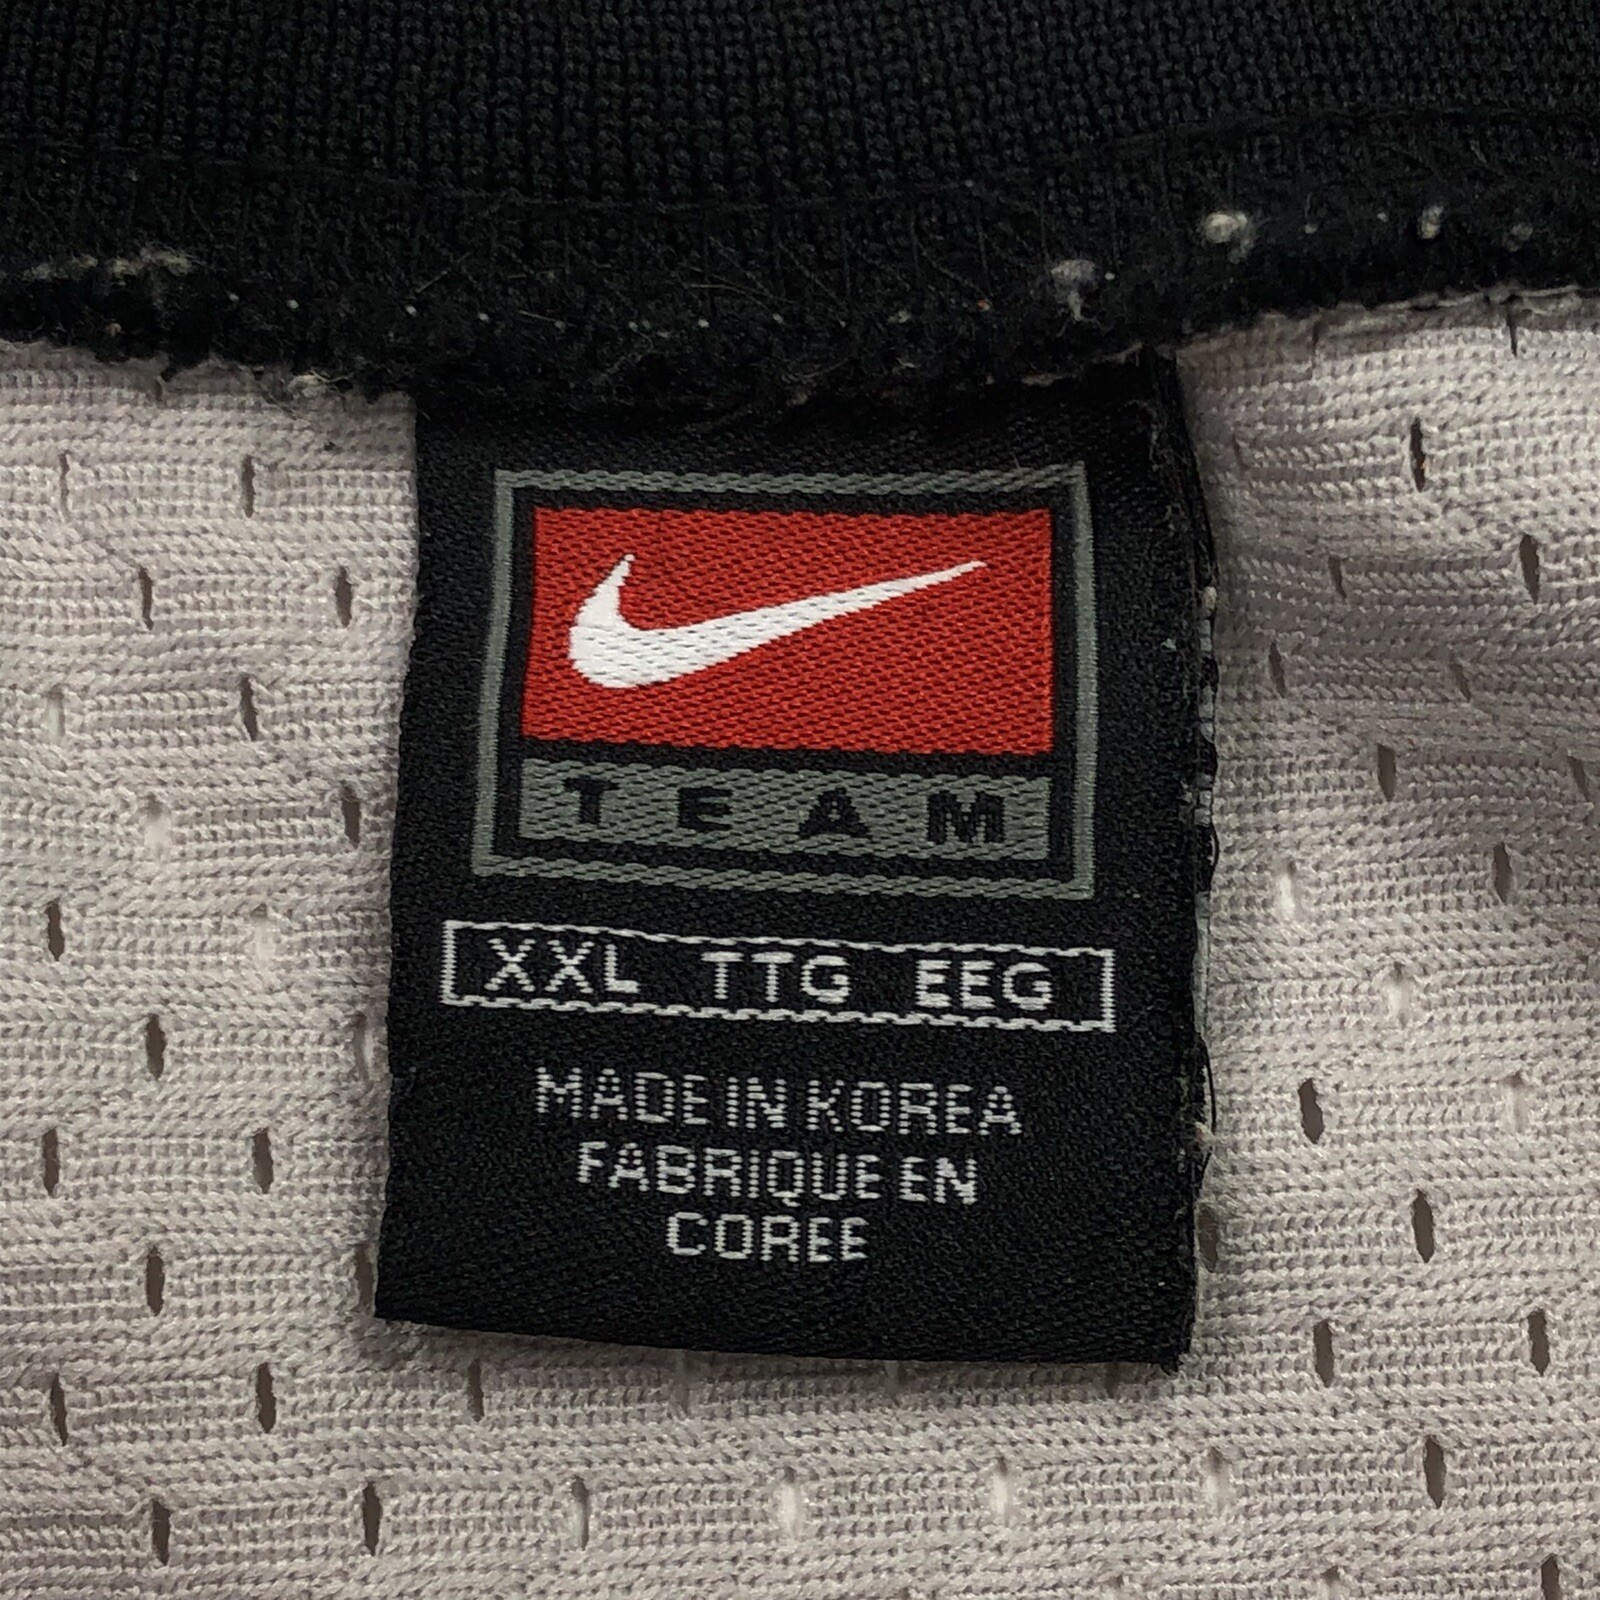 TEAM
XXL TTG EEG
MADE IN KOREA
FABRIQUE EN
COREE